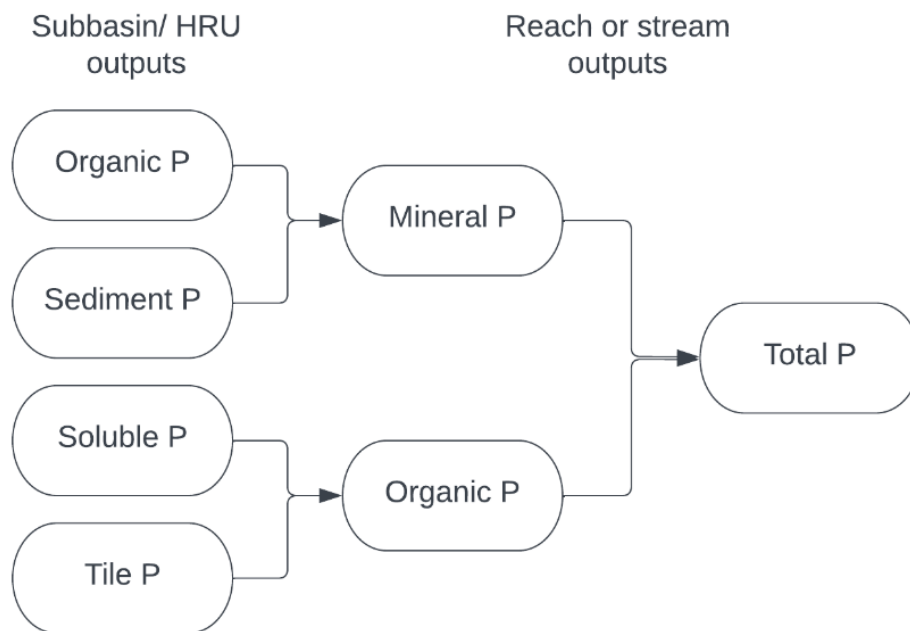 Subbasin/ HRU
outputs
Reach or stream
outputs
Organic P
Sediment P
Soluble P
Tile P
Mineral P
Organic P
Total P